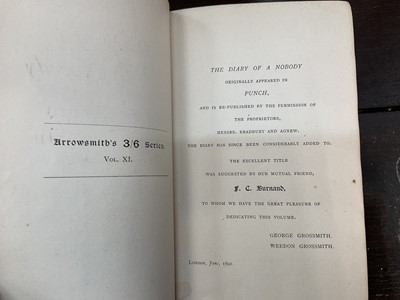 Arrowsmith's 3/6 Series
VOL. XI.
THE DIARY OF A NOBODY
ORIGINALLY APPEARED IN
PUNCH,
AND IS RE-PUBLISHED BY THE PERMISSION OF
THE PROPRIETORS,
MESSRS. BRADBURY AND AGNEW.
THE DIARY HAS SINCE BEEN CONSIDERABLY ADDED TO.
THE EXCELLENT TITLE
WAS SUGGESTED BY OUR MUTUAL FRIEND,
F. C. Burnand,
TO WHOM WE HAVE THE GREAT PLEASURE OF
DEDICATING THIS VOLUME.
GEORGE GROSSMITH.
WEEDON GROSSMITH.
LONDON, June, 1892.